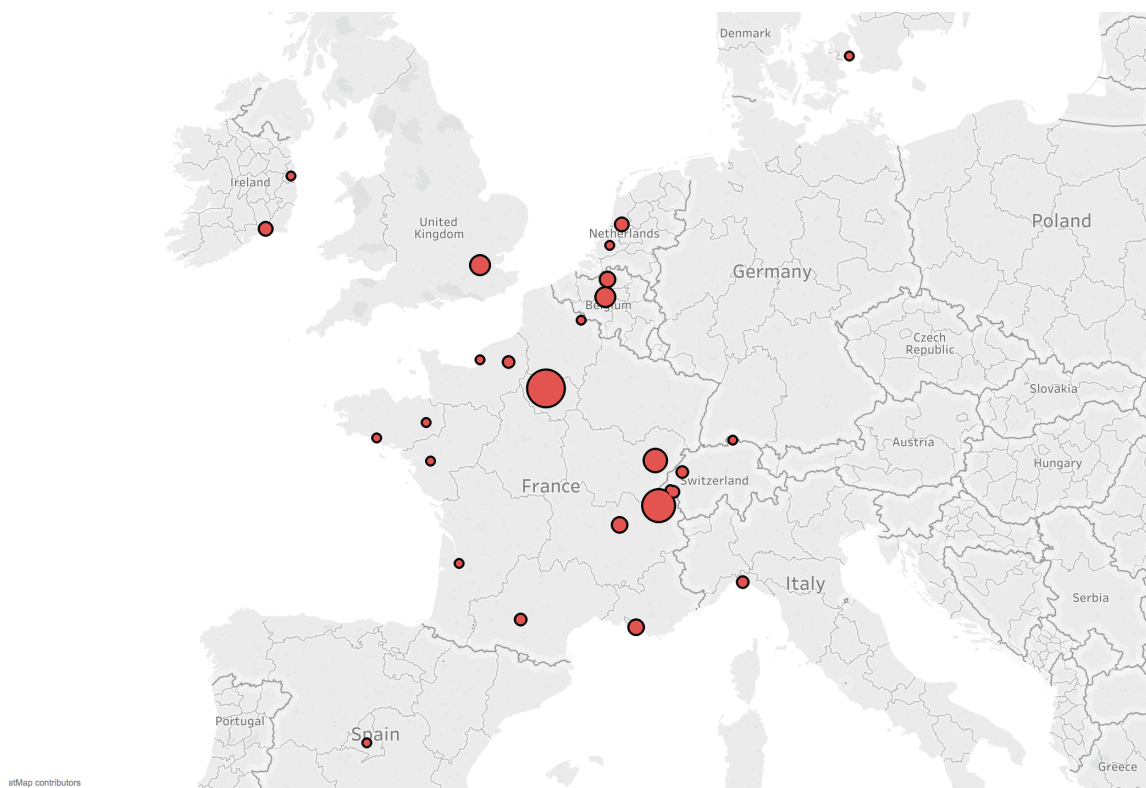 Denmark
Ireland
United
Kingdom
Netherlands
Poland
Germany
Belgium
Czech
Republic
Slovakia
Austria
Hungary
France
Switzerland
Italy
Serbia
Portugal
Spain
Greece
etMap contributors